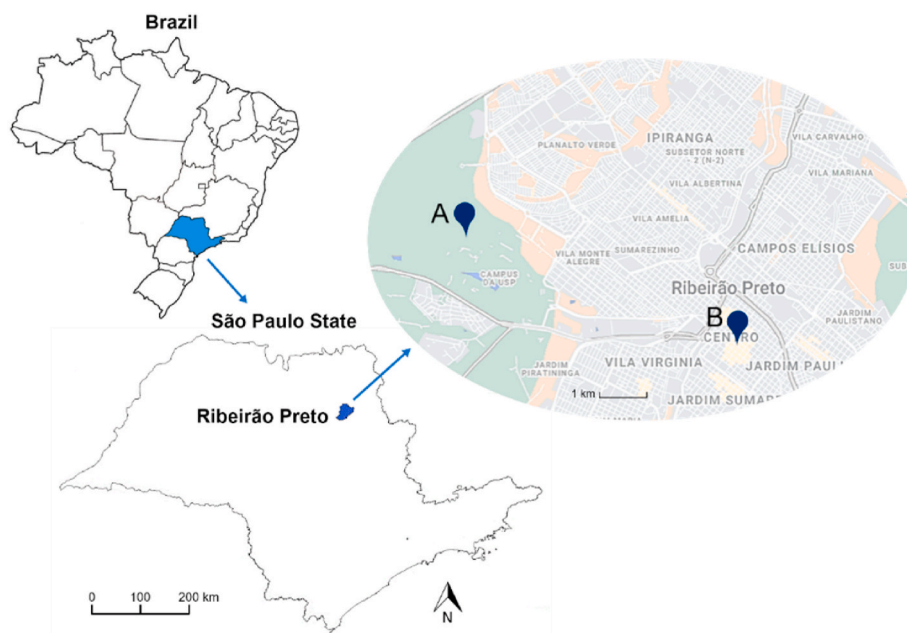 Brazil
IPIRANGA
VILA CARVALHO
PLANALTO VERDE
SUBSETOR NORTE
- 2 (N-2)
VILA MARIANA
VILA ALBERTINA
A
VILA AMELIA
SUMAREZINHO
CAMPOS ELÍSIOS
VILA MONTE
ALEGRE
CAMPUS
DA USP
Ribeirão Preto
B
JARDIM
PAULISTANO
CENTRO
São Paulo State
VILA VIRGINIA
JARDIM PAULI
JARDIM
PIRATININGA
1 km
JARDIM SUMAR
Ribeirão Preto
0 100 200 km
N